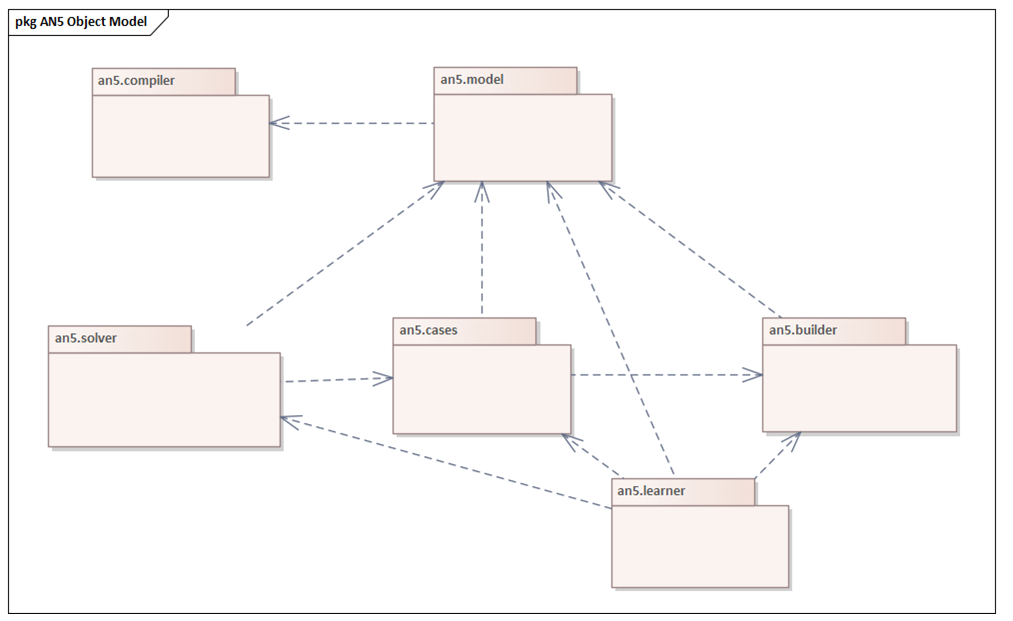 pkg AN5 Object Model
an5.compiler
an5.model
an5.solver
an5.cases
an5.builder
an5.learner